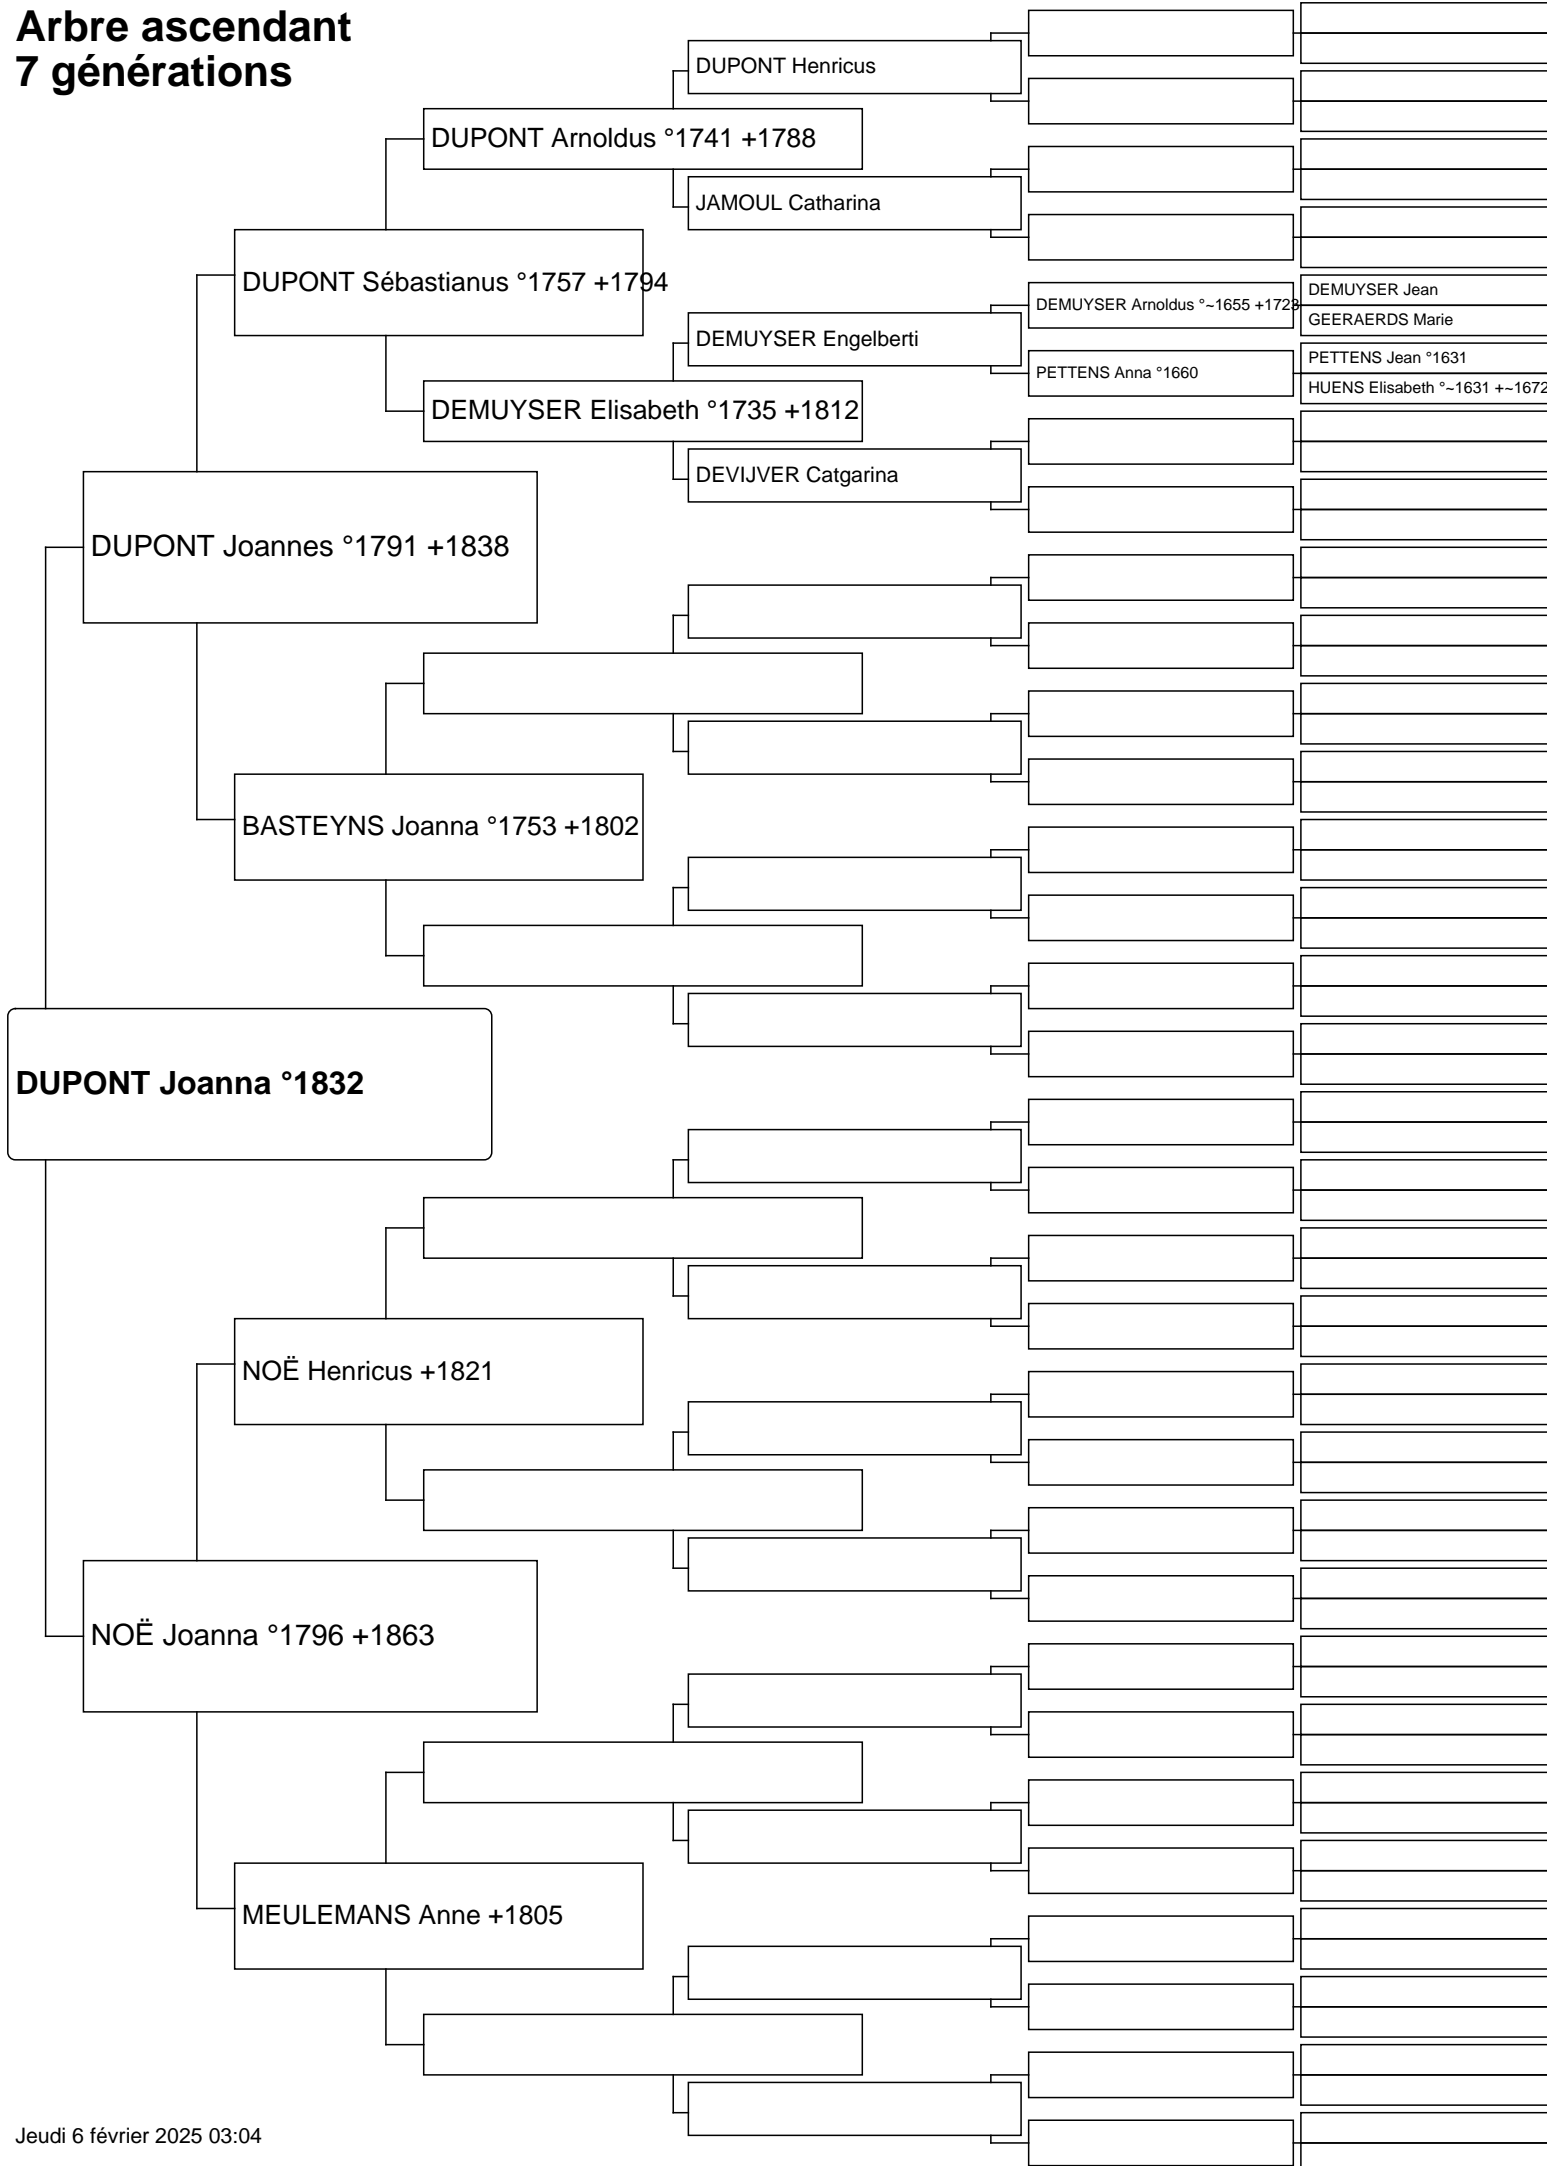 Arbre ascendant
7 générations
DUPONT Henricus
DUPONT Arnoldus °1741 +1788
JAMOUL Catharina
DUPONT Sébastianus °1757 +1794
DEMUYSER Jean
DEMUYSER Arnoldus °~1655 +1723
GEERAERDS Marie
DEMUYSER Engelberti
PETTENS Jean °1631
PETTENS Anna °1660
HUENS Elisabeth °~1631 +~1672
DEMUYSER Elisabeth °1735 +1812
DEVIJVER Catgarina
DUPONT Joannes °1791 +1838
BASTEYNS Joanna °1753 +1802
DUPONT Joanna °1832
NOË Henricus +1821
NOË Joanna °1796 +1863
MEULEMANS Anne +1805
Jeudi 6 février 2025 03:04